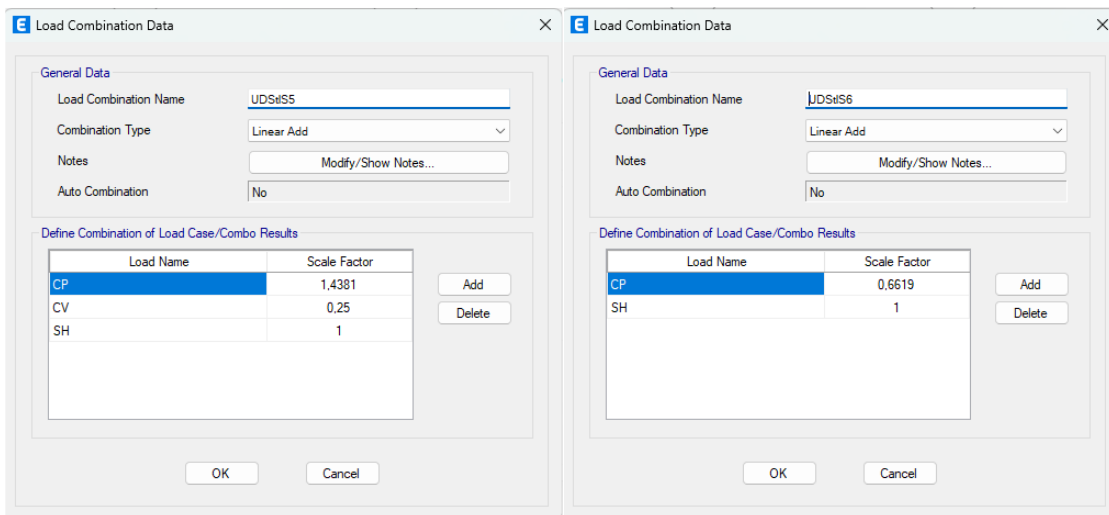 E Load Combination Data
General Data
Load Combination Name UDStlS5
Combination Type Linear Add
Notes Modify/Show Notes...
Auto Combination No
Define Combination of Load Case/Combo Results
Load Name Scale Factor
CP 1,4381
CV 0,25
SH 1
Add
Delete
OK Cancel
E Load Combination Data
General Data
Load Combination Name UDStlS6
Combination Type Linear Add
Notes Modify/Show Notes...
Auto Combination No
Define Combination of Load Case/Combo Results
Load Name Scale Factor
CP 0,6619
SH 1
Add
Delete
OK Cancel